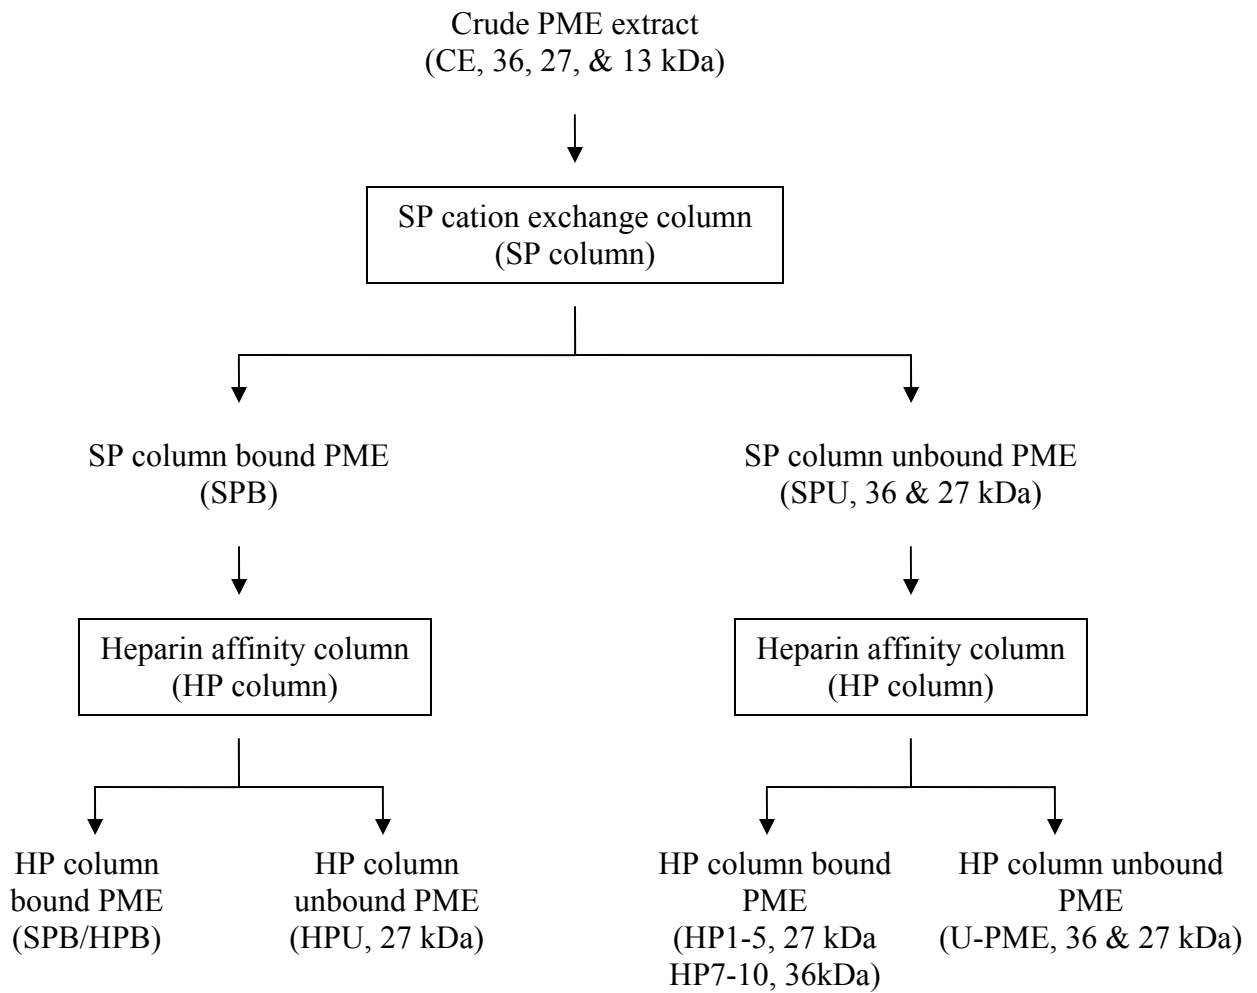 Crude PME extract
(CE, 36, 27, & 13 kDa)
SP cation exchange column
(SP column)
SP column bound PME
(SPB)
SP column unbound PME
(SPU, 36 & 27 kDa)
Heparin affinity column
(HP column)
Heparin affinity column
(HP column)
HP column
bound PME
(SPB/HPB)
HP column
unbound PME
(HPU, 27 kDa)
HP column bound
PME
(HP1-5, 27 kDa
HP7-10, 36kDa)
HP column unbound
PME
(U-PME, 36 & 27 kDa)